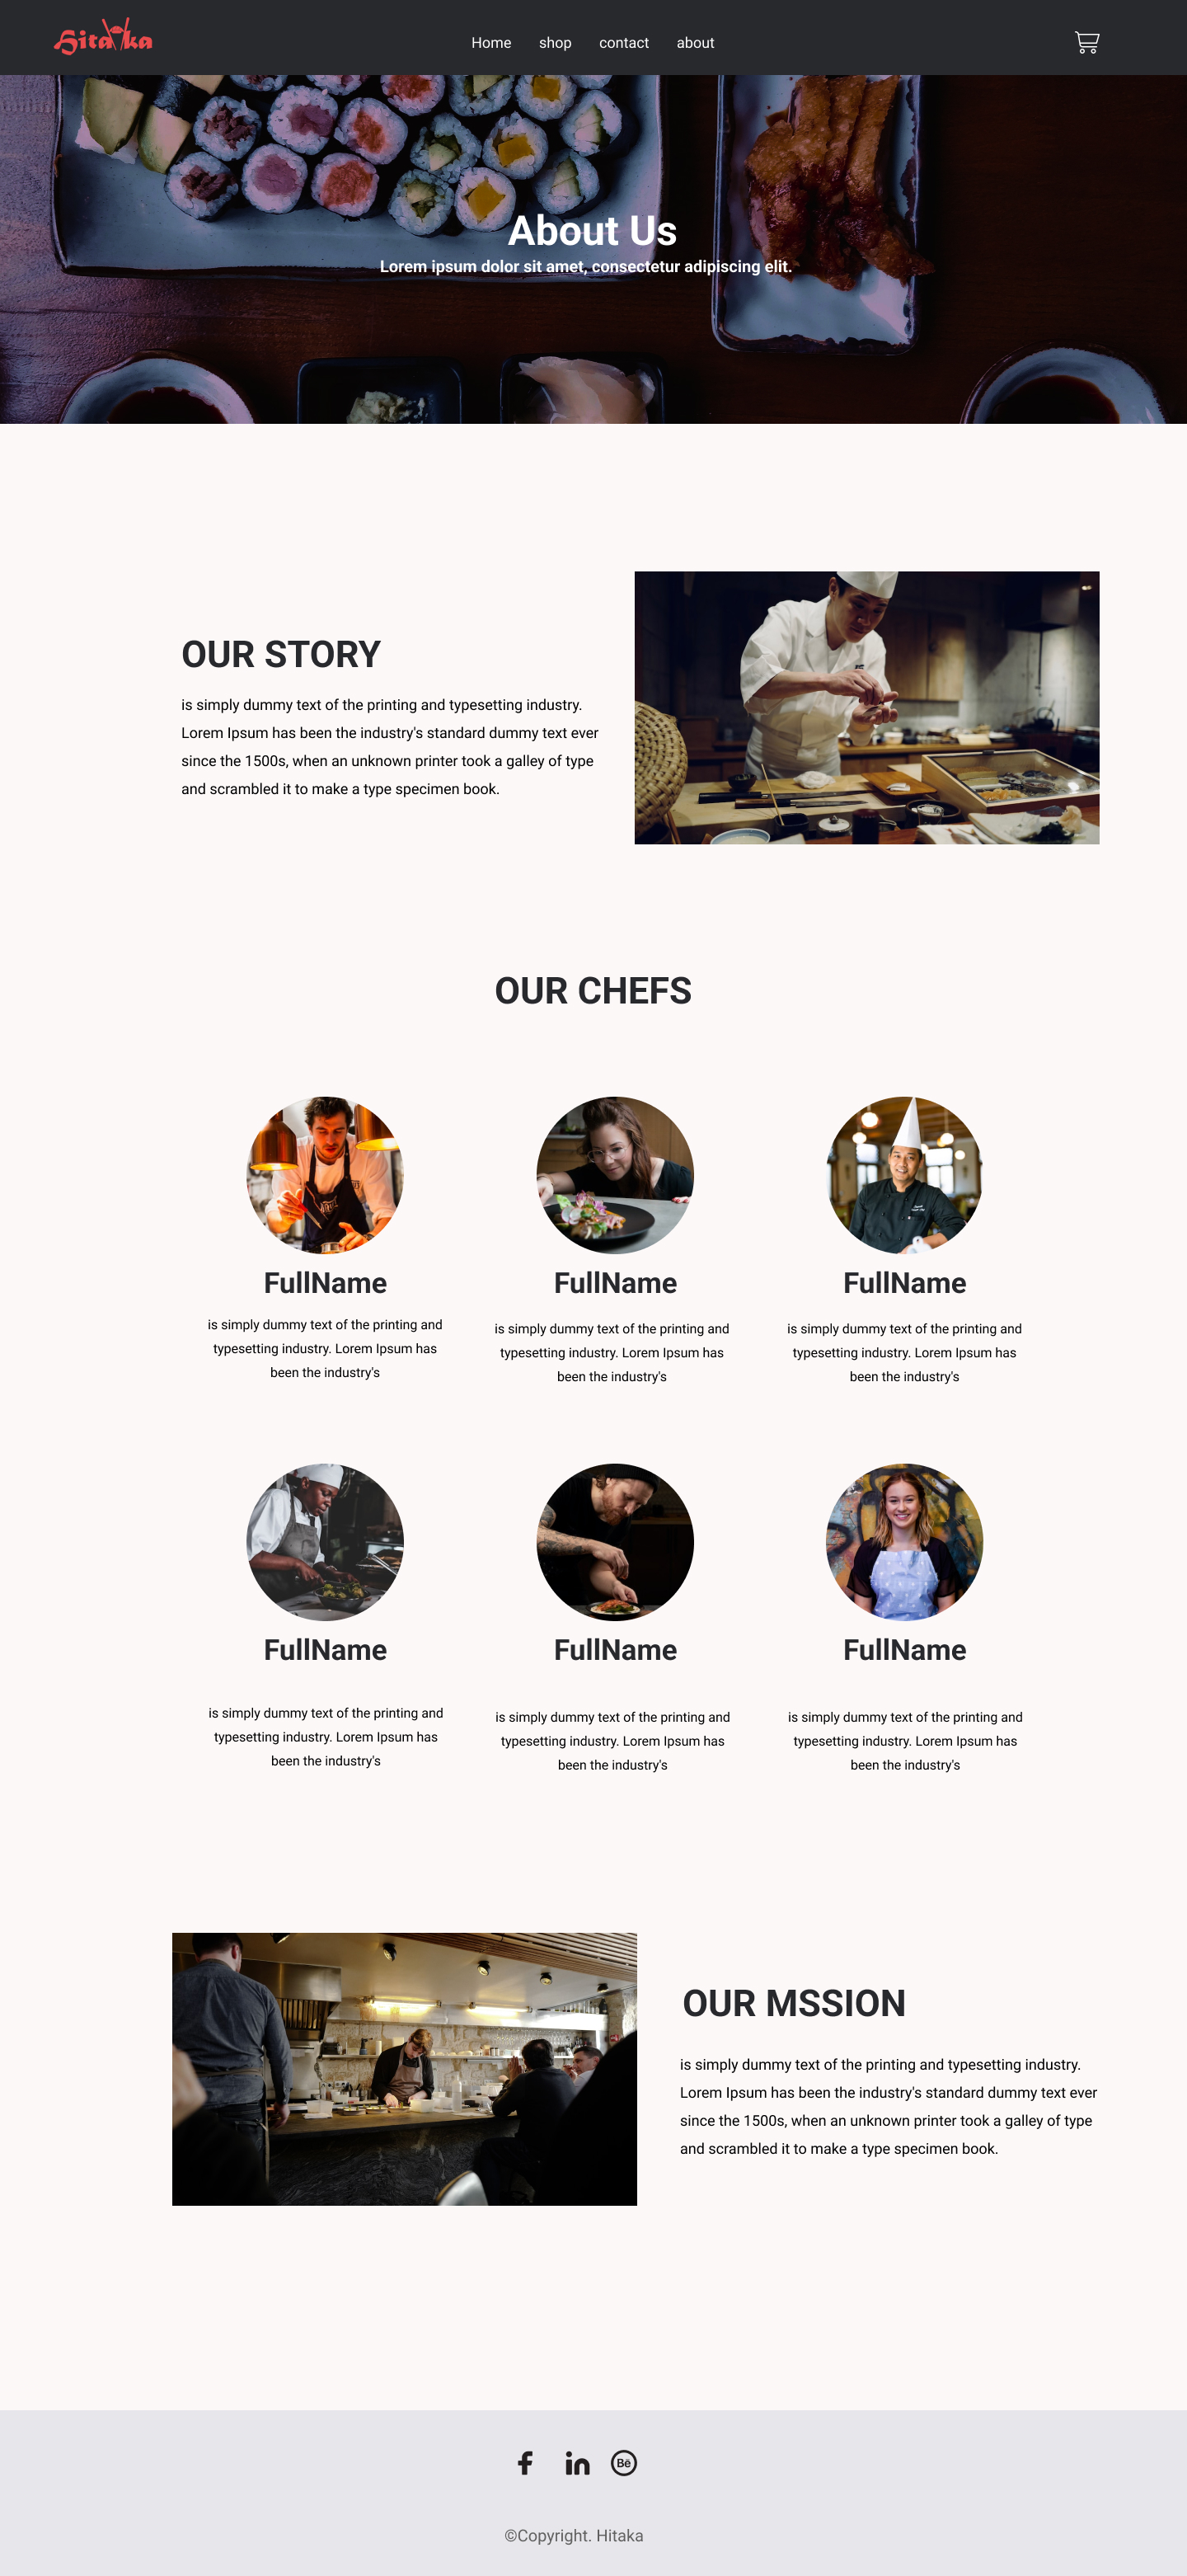 Hitaka
Home shop contact about
About Us
Lorem ipsum dolor sit amet, consectetur adipiscing elit.
OUR STORY
is simply dummy text of the printing and typesetting industry.
Lorem Ipsum has been the industry's standard dummy text ever
since the 1500s, when an unknown printer took a galley of type
and scrambled it to make a type specimen book.
OUR CHEFS
FullName
is simply dummy text of the printing and
typesetting industry. Lorem Ipsum has
been the industry's
FullName
is simply dummy text of the printing and
typesetting industry. Lorem Ipsum has
been the industry's
FullName
is simply dummy text of the printing and
typesetting industry. Lorem Ipsum has
been the industry's
FullName
is simply dummy text of the printing and
typesetting industry. Lorem Ipsum has
been the industry's
FullName
is simply dummy text of the printing and
typesetting industry. Lorem Ipsum has
been the industry's
FullName
is simply dummy text of the printing and
typesetting industry. Lorem Ipsum has
been the industry's
OUR MSSION
is simply dummy text of the printing and typesetting industry.
Lorem Ipsum has been the industry's standard dummy text ever
since the 1500s, when an unknown printer took a galley of type
and scrambled it to make a type specimen book.
f in Bē
©Copyright. Hitaka